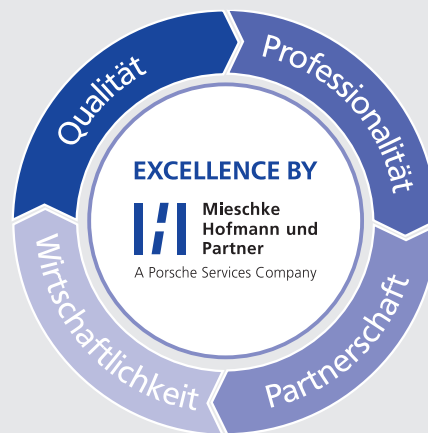 Qualität
Professionalität
EXCELLENCE BY
Mieschke
Hofmann und
Partner
A Porsche Services Company
Wirtschaftlichkeit
Partnerschaft